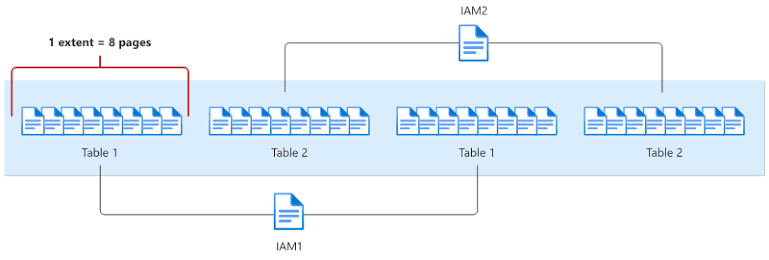 IAM2
1 extent = 8 pages
Table 1
Table 2
Table 1
Table 2
IAM1